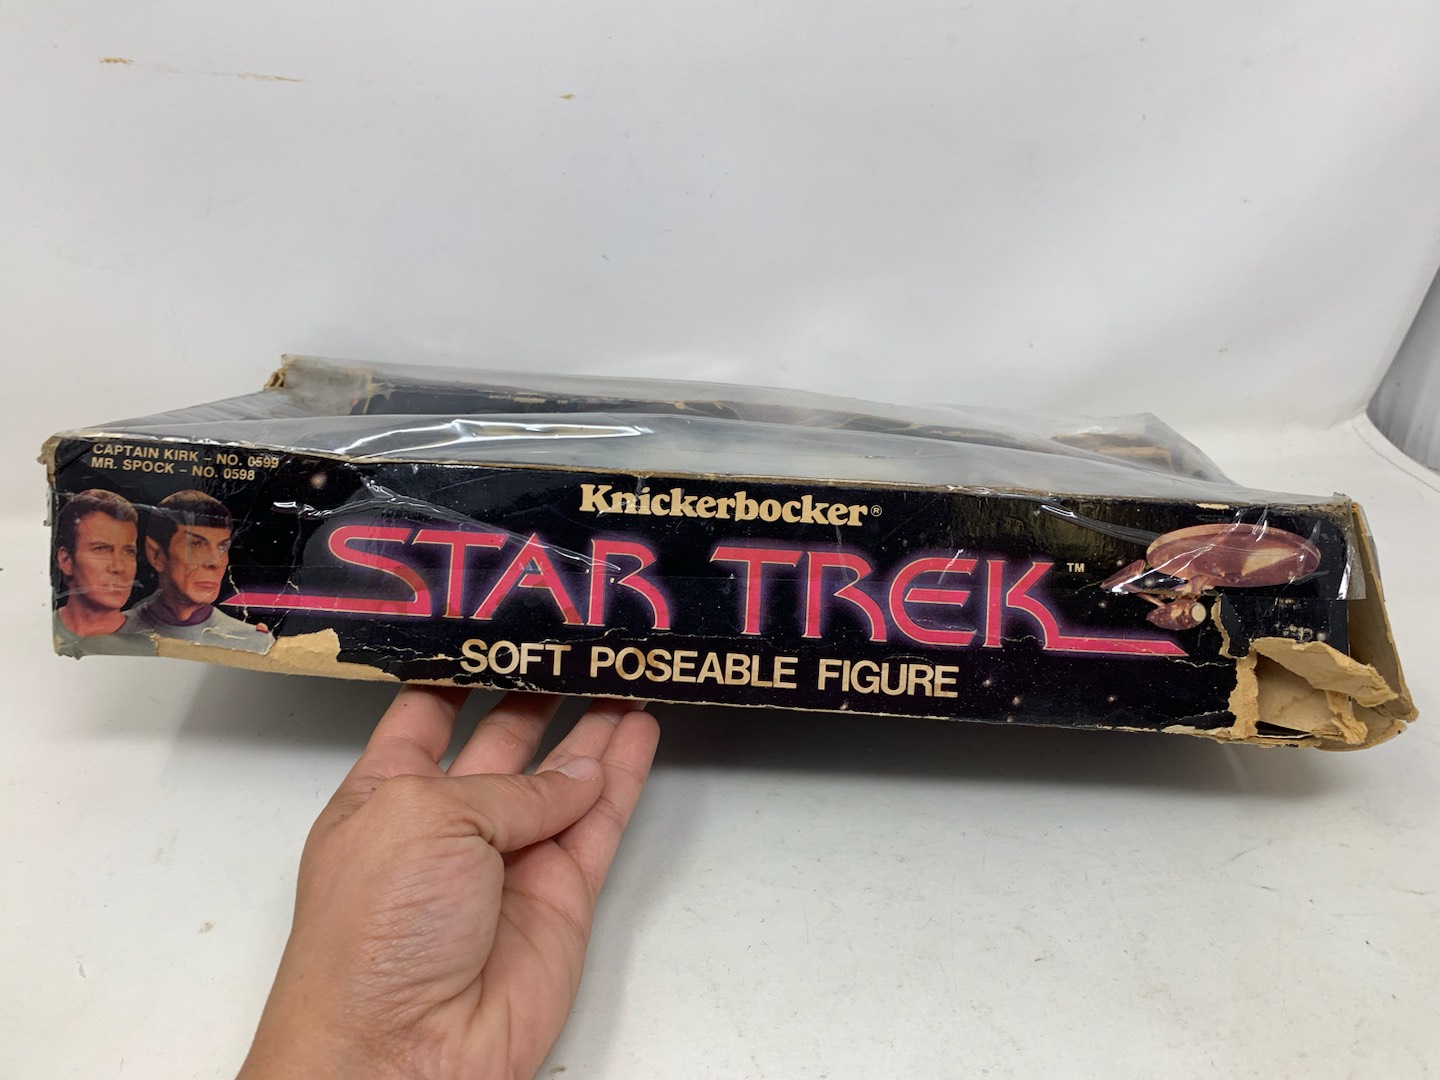 CAPTAIN KIRK - NO. 0599
MR. SPOCK - NO. 0598
Knickerbocker®
STAR TREK™
SOFT POSEABLE FIGURE